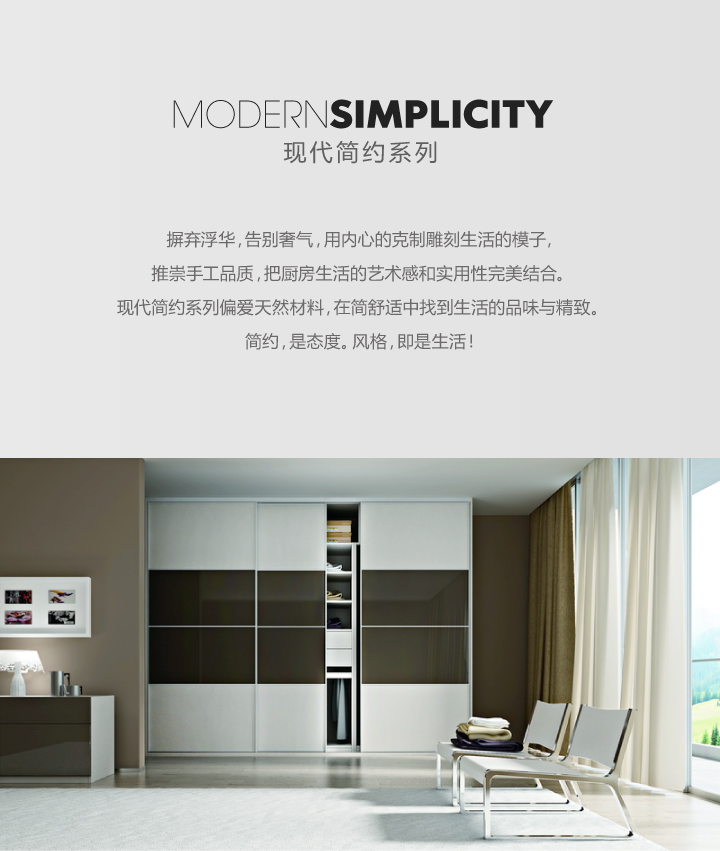 MODERNSIMPLICITY
现代简约系列
摒弃浮华,告别奢气,用内心的克制雕刻生活的模子,
推崇手工品质,把厨房生活的艺术感和实用性完美结合。
现代简约系列偏爱天然材料,在简舒适中找到生活的品味与精致。
简约,是态度。风格,即是生活!